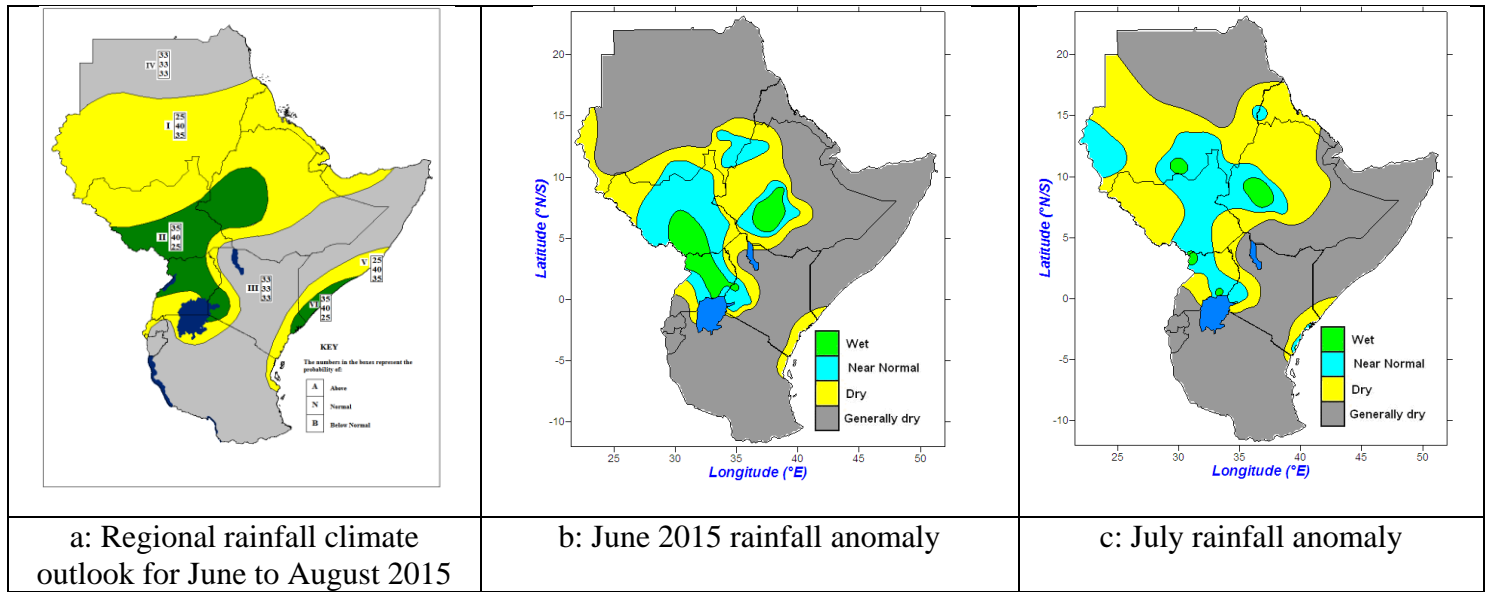 IV 33
33
33
I 25
40
35
II 35
40
25
III 33
33
33
V 25
40
35
VI 35
40
25
KEY
The numbers in the boxes represent the
probability of:
A Above
N Normal
B Below Normal
20
15
10
5
0
-5
-10
Latitude (°N/S)
25 30 35 40 45 50
Longitude (°E)
Wet
Near Normal
Dry
Generally dry
20
15
10
5
0
-5
-10
Latitude (°N/S)
25 30 35 40 45 50
Longitude (°E)
Wet
Near Normal
Dry
Generally dry
a: Regional rainfall climate
outlook for June to August 2015
b: June 2015 rainfall anomaly
c: July rainfall anomaly